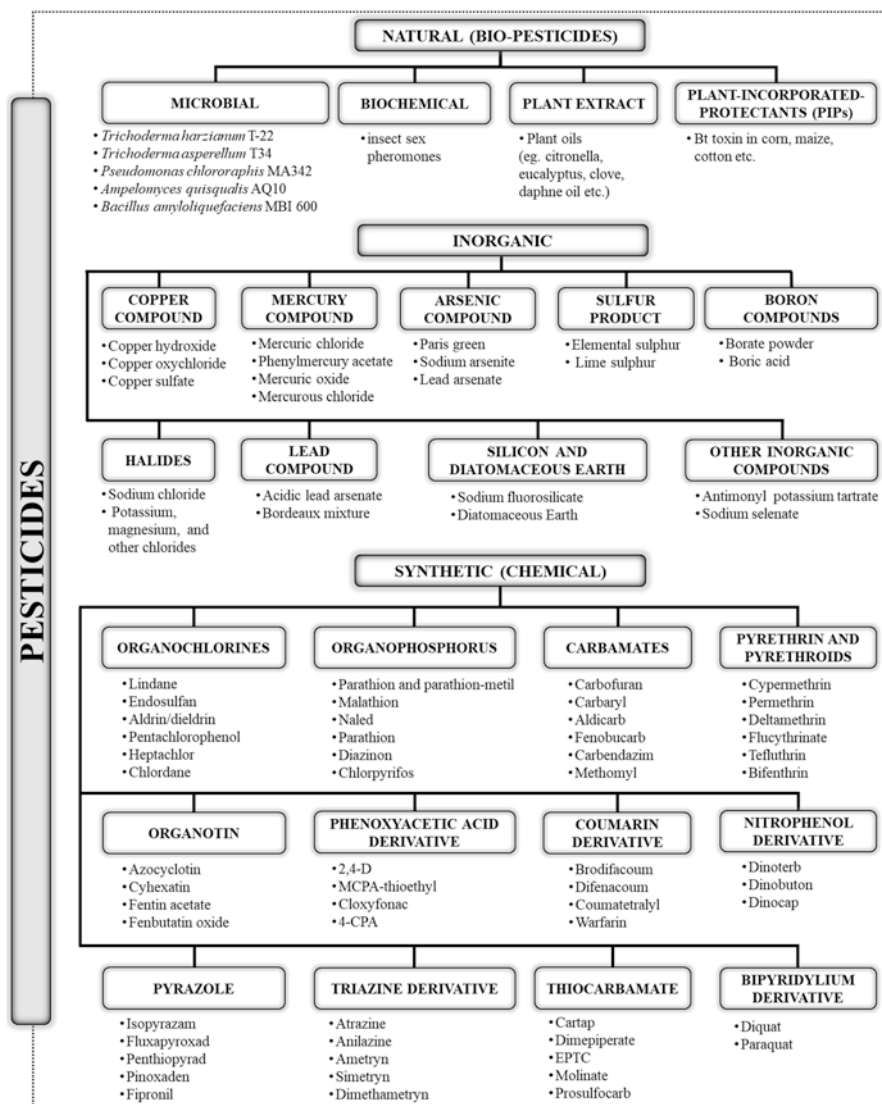 PESTICIDES
NATURAL (BIO-PESTICIDES)
MICROBIAL
• Trichoderma harzianum T-22
• Trichoderma asperellum T34
• Pseudomonas chlororaphis MA342
• Ampelomyces quisqualis AQ10
• Bacillus amyloliquefaciens MBI 600
BIOCHEMICAL
• insect sex
pheromones
PLANT EXTRACT
• Plant oils
(eg. citronella,
eucalyptus, clove,
daphne oil etc.)
PLANT-INCORPORATED-
PROTECTANTS (PIPs)
• Bt toxin in corn, maize,
cotton etc.
INORGANIC
COPPER
COMPOUND
• Copper hydroxide
• Copper oxychloride
• Copper sulfate
MERCURY
COMPOUND
• Mercuric chloride
• Phenylmercury acetate
• Mercuric oxide
• Mercurous chloride
ARSENIC
COMPOUND
• Paris green
• Sodium arsenite
• Lead arsenate
SULFUR
PRODUCT
• Elemental sulphur
• Lime sulphur
BORON
COMPOUNDS
• Borate powder
• Boric acid
HALIDES
• Sodium chloride
• Potassium,
magnesium, and
other chlorides
LEAD
COMPOUND
• Acidic lead arsenate
• Bordeaux mixture
SILICON AND
DIATOMACEOUS EARTH
• Sodium fluorosilicate
• Diatomaceous Earth
OTHER INORGANIC
COMPOUNDS
• Antimonyl potassium tartrate
• Sodium selenate
SYNTHETIC (CHEMICAL)
ORGANOCHLORINES
• Lindane
• Endosulfan
• Aldrin/dieldrin
• Pentachlorophenol
• Heptachlor
• Chlordane
ORGANOPHOSPHORUS
• Parathion and parathion-metil
• Malathion
• Naled
• Parathion
• Diazinon
• Chlorpyrifos
CARBAMATES
• Carbofuran
• Carbaryl
• Aldicarb
• Fenobucarb
• Carbendazim
• Methomyl
PYRETHRIN AND
PYRETHROIDS
• Cypermethrin
• Permethrin
• Deltamethrin
• Flucythrinate
• Tefluthrin
• Bifenthrin
ORGANOTIN
• Azocyclotin
• Cyhexatin
• Fentin acetate
• Fenbutatin oxide
PHENOXYACETIC ACID
DERIVATIVE
• 2,4-D
• MCPA-thioethyl
• Cloxyfonac
• 4-CPA
COUMARIN
DERIVATIVE
• Brodifacoum
• Difenacoum
• Coumatetralyl
• Warfarin
NITROPHENOL
DERIVATIVE
• Dinoterb
• Dinobuton
• Dinocap
PYRAZOLE
• Isopyrazam
• Fluxapyroxad
• Penthiopyrad
• Pinoxaden
• Fipronil
TRIAZINE DERIVATIVE
• Atrazine
• Anilazine
• Ametryn
• Simetryn
• Dimethametryn
THIOCARBAMATE
• Cartap
• Dimepiperate
• EPTC
• Molinate
• Prosulfocarb
BIPYRIDYLIUM
DERIVATIVE
• Diquat
• Paraquat